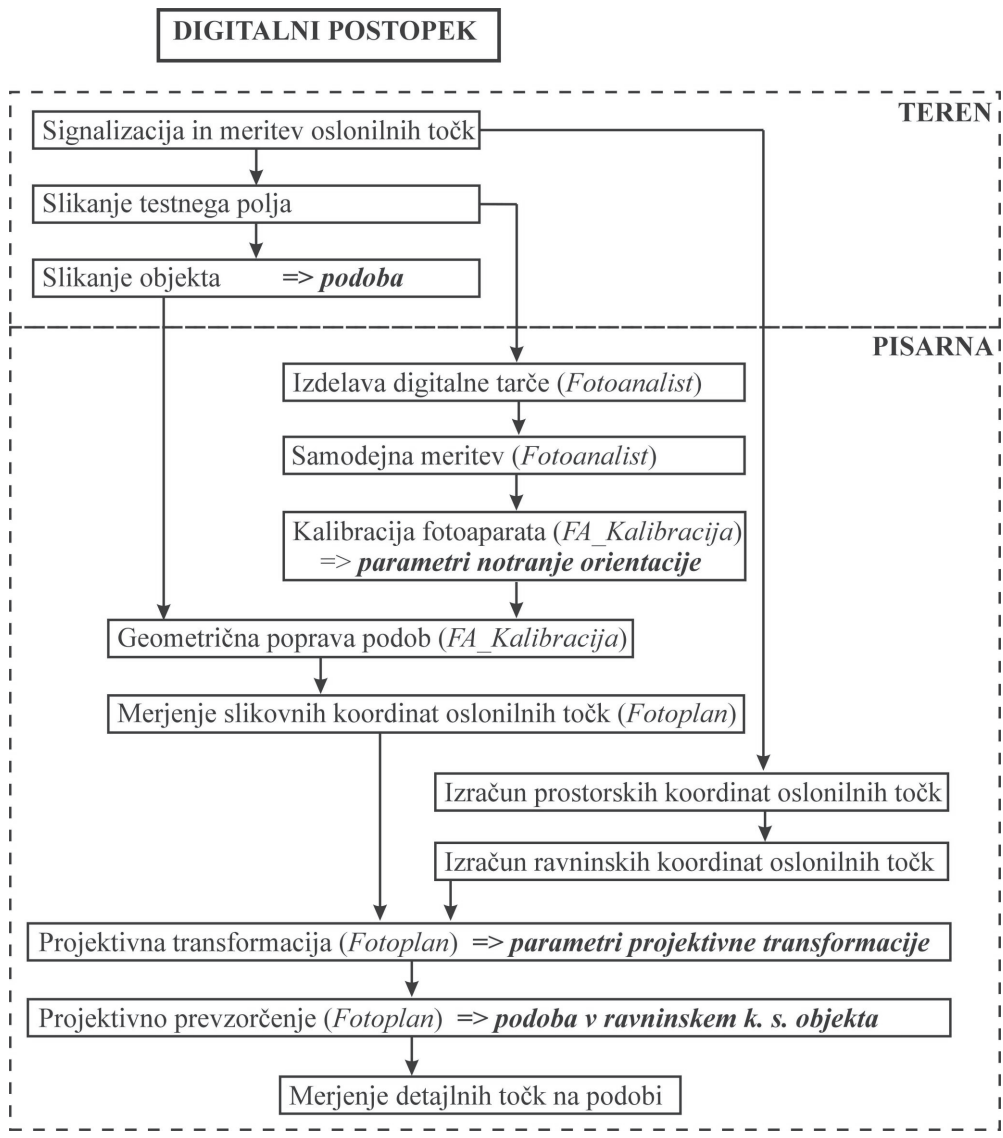 DIGITALNI POSTOPEK
TEREN
Signalizacija in meritev oslonilnih točk
Slikanje testnega polja
Slikanje objekta => podoba
PISARNA
Izdelava digitalne tarče (Fotoanalist)
Samodejna meritev (Fotoanalist)
Kalibracija fotoaparata (FA_Kalibracija)
=> parametri notranje orientacije
Geometrična poprava podob (FA_Kalibracija)
Merjenje slikovnih koordinat oslonilnih točk (Fotoplan)
Izračun prostorskih koordinat oslonilnih točk
Izračun ravninskih koordinat oslonilnih točk
Projektivna transformacija (Fotoplan) => parametri projektivne transformacije
Projektivno prevzorčenje (Fotoplan) => podoba v ravninskem k. s. objekta
Merjenje detajlnih točk na podobi